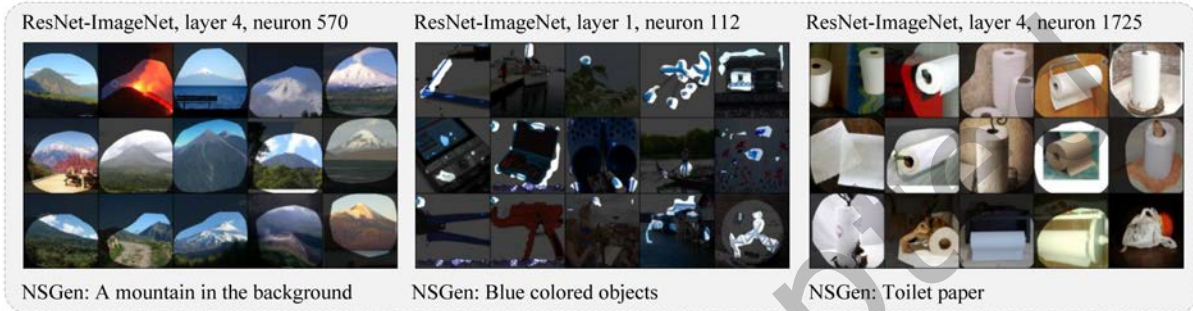 ResNet-ImageNet, layer 4, neuron 570
ResNet-ImageNet, layer 1, neuron 112
ResNet-ImageNet, layer 4, neuron 1725
NSGen: A mountain in the background
NSGen: Blue colored objects
NSGen: Toilet paper